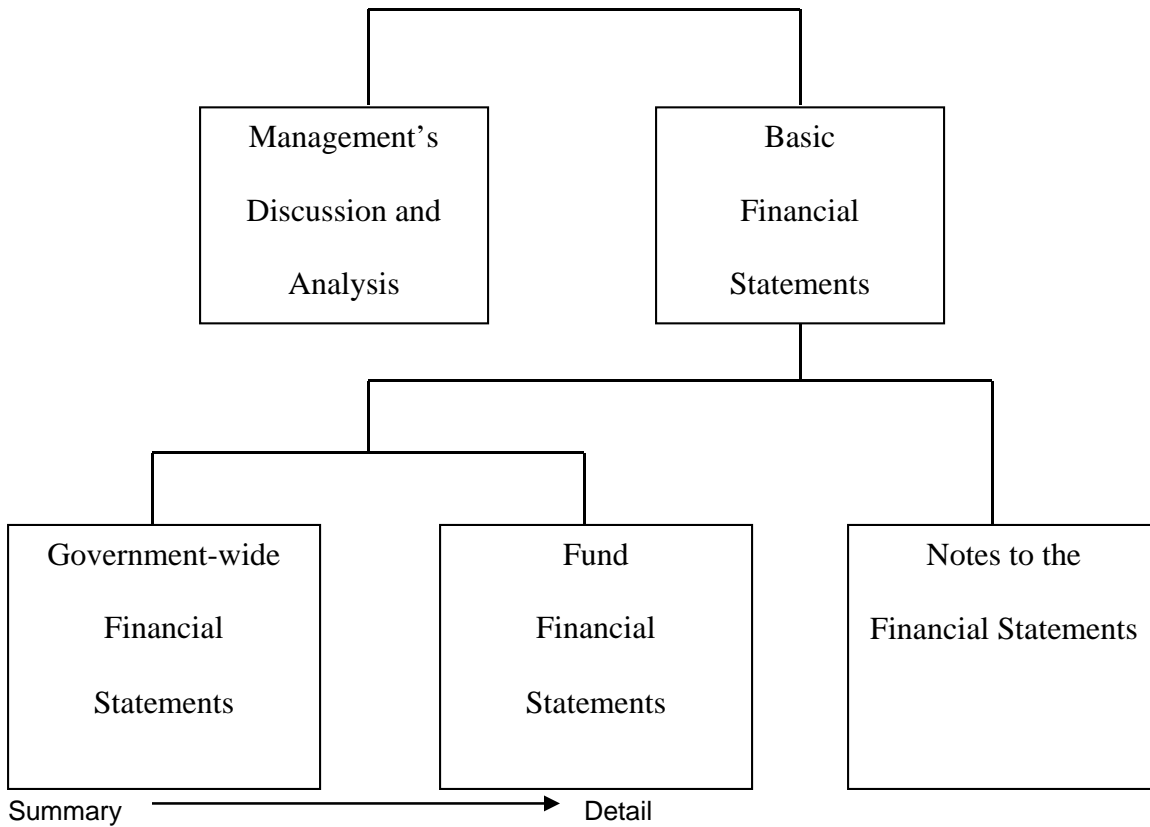 Management’s
Discussion and
Analysis
Basic
Financial
Statements
Government-wide
Financial
Statements
Fund
Financial
Statements
Notes to the
Financial Statements
Summary
Detail